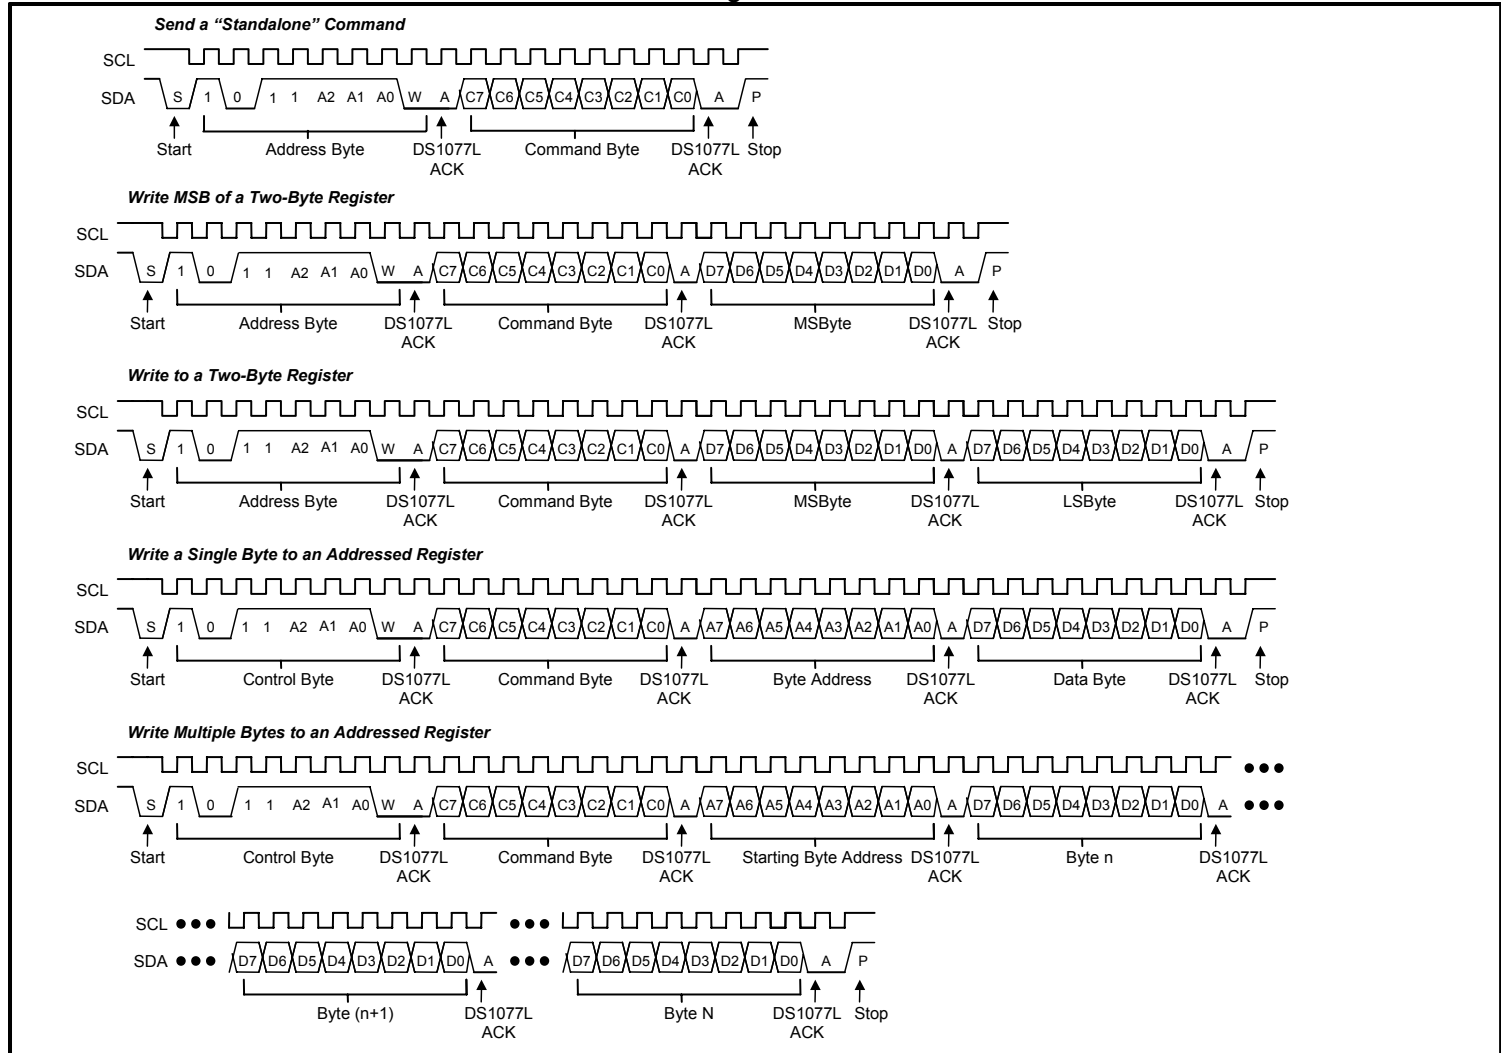 Send a “Standalone” Command
SCL
SDA S 1 0 1 1 A2 A1 A0 W A C7 C6 C5 C4 C3 C2 C1 C0 A P
Start Address Byte DS1077L Command Byte DS1077L Stop
ACK ACK
Write MSB of a Two-Byte Register
SCL
SDA S 1 0 1 1 A2 A1 A0 W A C7 C6 C5 C4 C3 C2 C1 C0 A D7 D6 D5 D4 D3 D2 D1 D0 A P
Start Address Byte DS1077L Command Byte DS1077L MSByte DS1077L Stop
ACK ACK ACK
Write to a Two-Byte Register
SCL
SDA S 1 0 1 1 A2 A1 A0 W A C7 C6 C5 C4 C3 C2 C1 C0 A D7 D6 D5 D4 D3 D2 D1 D0 A D7 D6 D5 D4 D3 D2 D1 D0 A P
Start Address Byte DS1077L Command Byte DS1077L MSByte DS1077L LSByte DS1077L Stop
ACK ACK ACK ACK
Write a Single Byte to an Addressed Register
SCL
SDA S 1 0 1 1 A2 A1 A0 W A C7 C6 C5 C4 C3 C2 C1 C0 A A7 A6 A5 A4 A3 A2 A1 A0 A D7 D6 D5 D4 D3 D2 D1 D0 A P
Start Control Byte DS1077L Command Byte DS1077L Byte Address DS1077L Data Byte DS1077L Stop
ACK ACK ACK ACK
Write Multiple Bytes to an Addressed Register
SCL
SDA S 1 0 1 1 A2 A1 A0 W A C7 C6 C5 C4 C3 C2 C1 C0 A A7 A6 A5 A4 A3 A2 A1 A0 A D7 D6 D5 D4 D3 D2 D1 D0 A
Start Control Byte DS1077L Command Byte DS1077L Starting Byte Address DS1077L Byte n DS1077L
ACK ACK ACK ACK
SCL
SDA D7 D6 D5 D4 D3 D2 D1 D0 A D7 D6 D5 D4 D3 D2 D1 D0 A P
Byte (n+1) DS1077L Byte N DS1077L Stop
ACK ACK